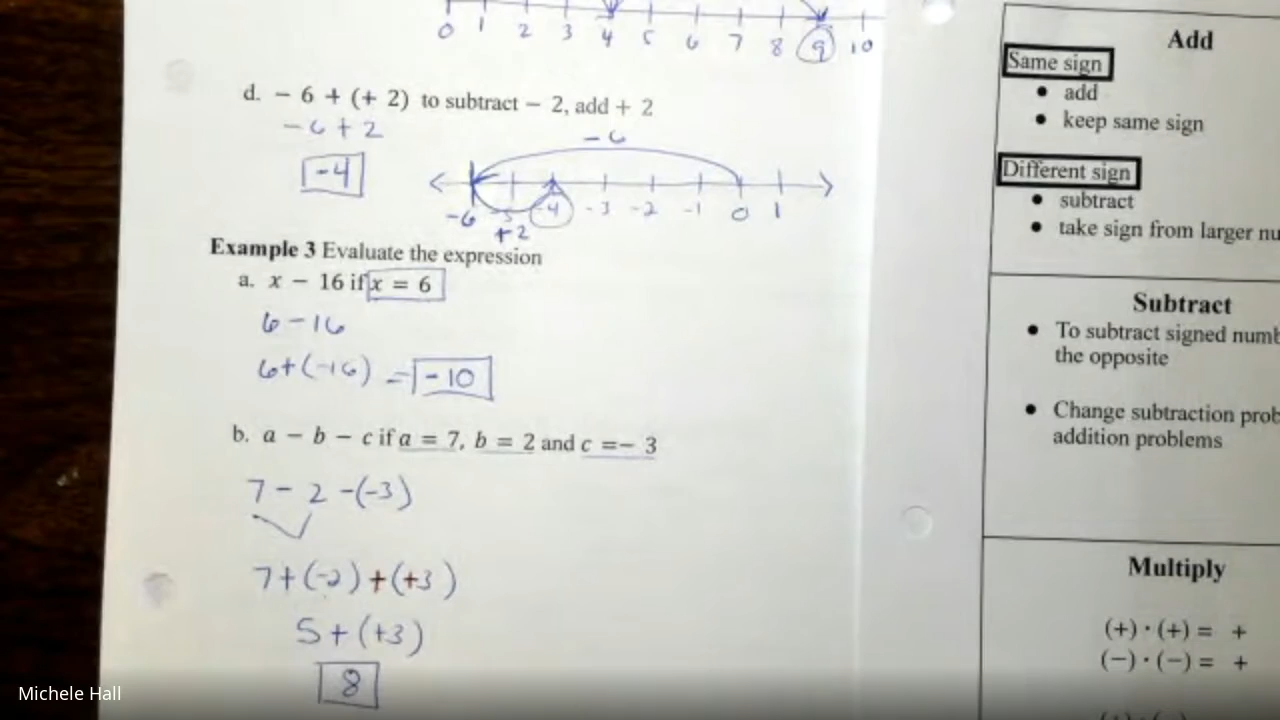 0 1 2 3 4 5 6 7 8 9 10
d. − 6 + (+ 2) to subtract − 2, add + 2
-6 + 2
-4
-6
-6 -5 -4 -3 -2 -1 0 1
+2
Example 3 Evaluate the expression
a. x − 16 if x = 6
6 - 16
6+(-16) = -10
b. a − b − c if a = 7, b = 2 and c =− 3
7 - 2 -(-3)
7+(-2)+(+3)
5+(+3)
8
Add
Same sign
• add
• keep same sign
Different sign
• subtract
• take sign from larger nu
Subtract
• To subtract signed numb
the opposite
• Change subtraction prob
addition problems
Multiply
(+) · (+) = +
(−) · (−) = +
Michele Hall